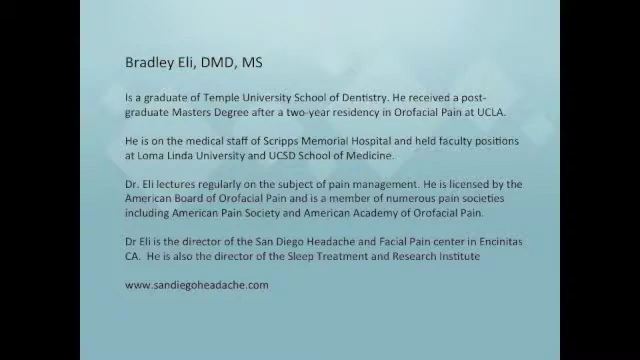 Bradley Eli, DMD, MS
Is a graduate of Temple University School of Dentistry. He received a post-
graduate Masters Degree after a two-year residency in Orofacial Pain at UCLA.
He is on the medical staff of Scripps Memorial Hospital and held faculty positions
at Loma Linda University and UCSD School of Medicine.
Dr. Eli lectures regularly on the subject of pain management. He is licensed by the
American Board of Orofacial Pain and is a member of numerous pain societies
including American Pain Society and American Academy of Orofacial Pain.
Dr Eli is the director of the San Diego Headache and Facial Pain center in Encinitas
CA.  He is also the director of the Sleep Treatment and Research Institute
www.sandiegoheadache.com